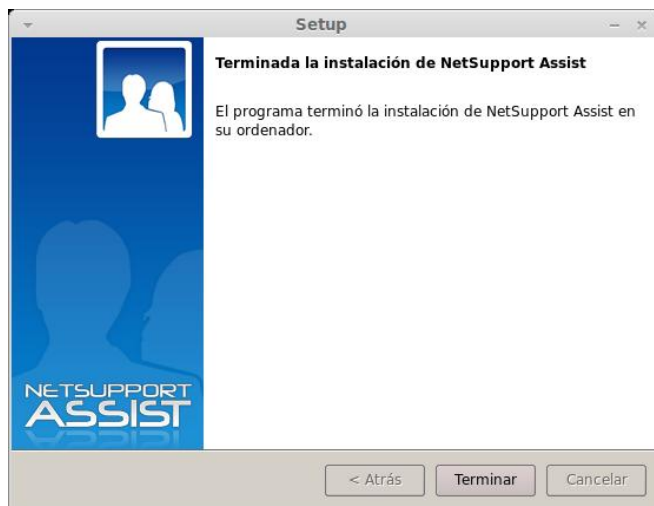 Setup
Terminada la instalación de NetSupport Assist
El programa terminó la instalación de NetSupport Assist en
su ordenador.
NETSUPPORT
ASSIST
< Atrás
Terminar
Cancelar